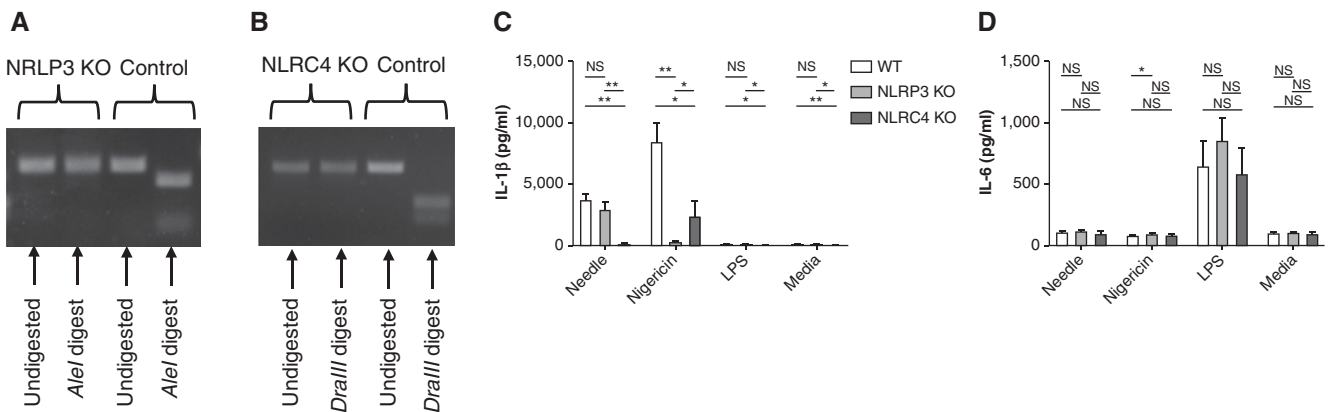 A
NRLP3 KO Control
Undigested
AleI digest
Undigested
AleI digest
B
NLRC4 KO Control
Undigested
DraIII digest
Undigested
DraIII digest
C
IL-1β (pg/ml)
15,000
10,000
5,000
0
NS
**
**
**
*
*
NS
*
*
NS
*
**
Needle
Nigericin
LPS
Media
WT
NLRP3 KO
NLRC4 KO
D
IL-6 (pg/ml)
1,500
1,000
500
0
NS
NS
NS
*
NS
NS
NS
NS
NS
NS
NS
NS
Needle
Nigericin
LPS
Media